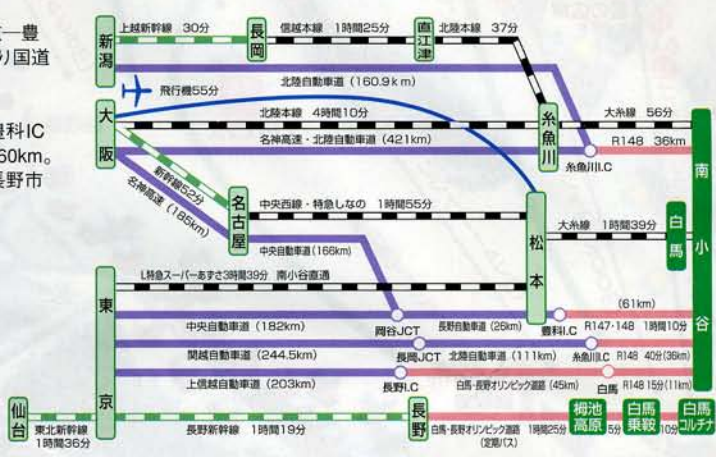 豊
り国道
豊科IC
60km。
長野市
新潟
上越新幹線 30分
長岡
信越本線 1時間25分
直江津
北陸本線 37分
北陸自動車道(160.9km)
飛行機55分
大阪
北陸本線 4時間10分
糸魚川
大糸線 56分
名神高速・北陸自動車道(421km)
糸魚川I.C
R148 36km
南小谷
新幹線52分
名神高速(185km)
名古屋
中央西線・特急しなの 1時間55分
中央自動車道(166km)
松本
大糸線 1時間39分
白馬
東京
L特急スーパーあずさ3時間39分 南小谷直通
中央自動車道(182km)
岡谷JCT
長野自動車道(26km)
豊科I.C
(61km)
R147・148 1時間10分
関越自動車道(244.5km)
長岡JCT
北陸自動車道(111km)
糸魚川I.C
R148 40分(36km)
上信越自動車道(203km)
長野I.C
白馬・長野オリンピック道路(45km)
白馬
R148 15分(11km)
仙台
東北新幹線
1時間36分
長野新幹線 1時間19分
長野
白馬・長野オリンピック道路 1時間25分
(定期バス)
栂池高原
5分
白馬乗鞍
10分
白馬コルチナ